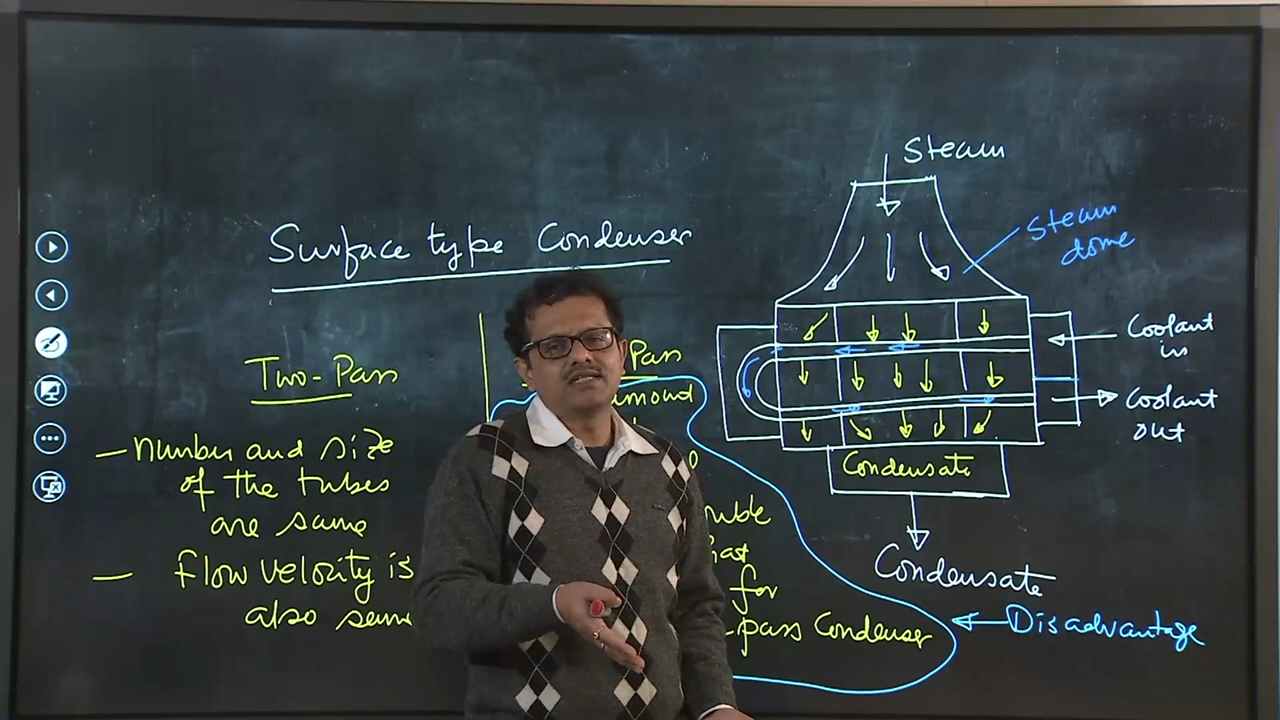 Surface type Condenser
Two-Pass
— Number and size
of the tubes
are same
— flow velocity is
also same
Pass
for
-pass Condenser
Steam
Steam
dome
Coolant
in
Coolant
out
Condensate
Condensate
Disadvantage